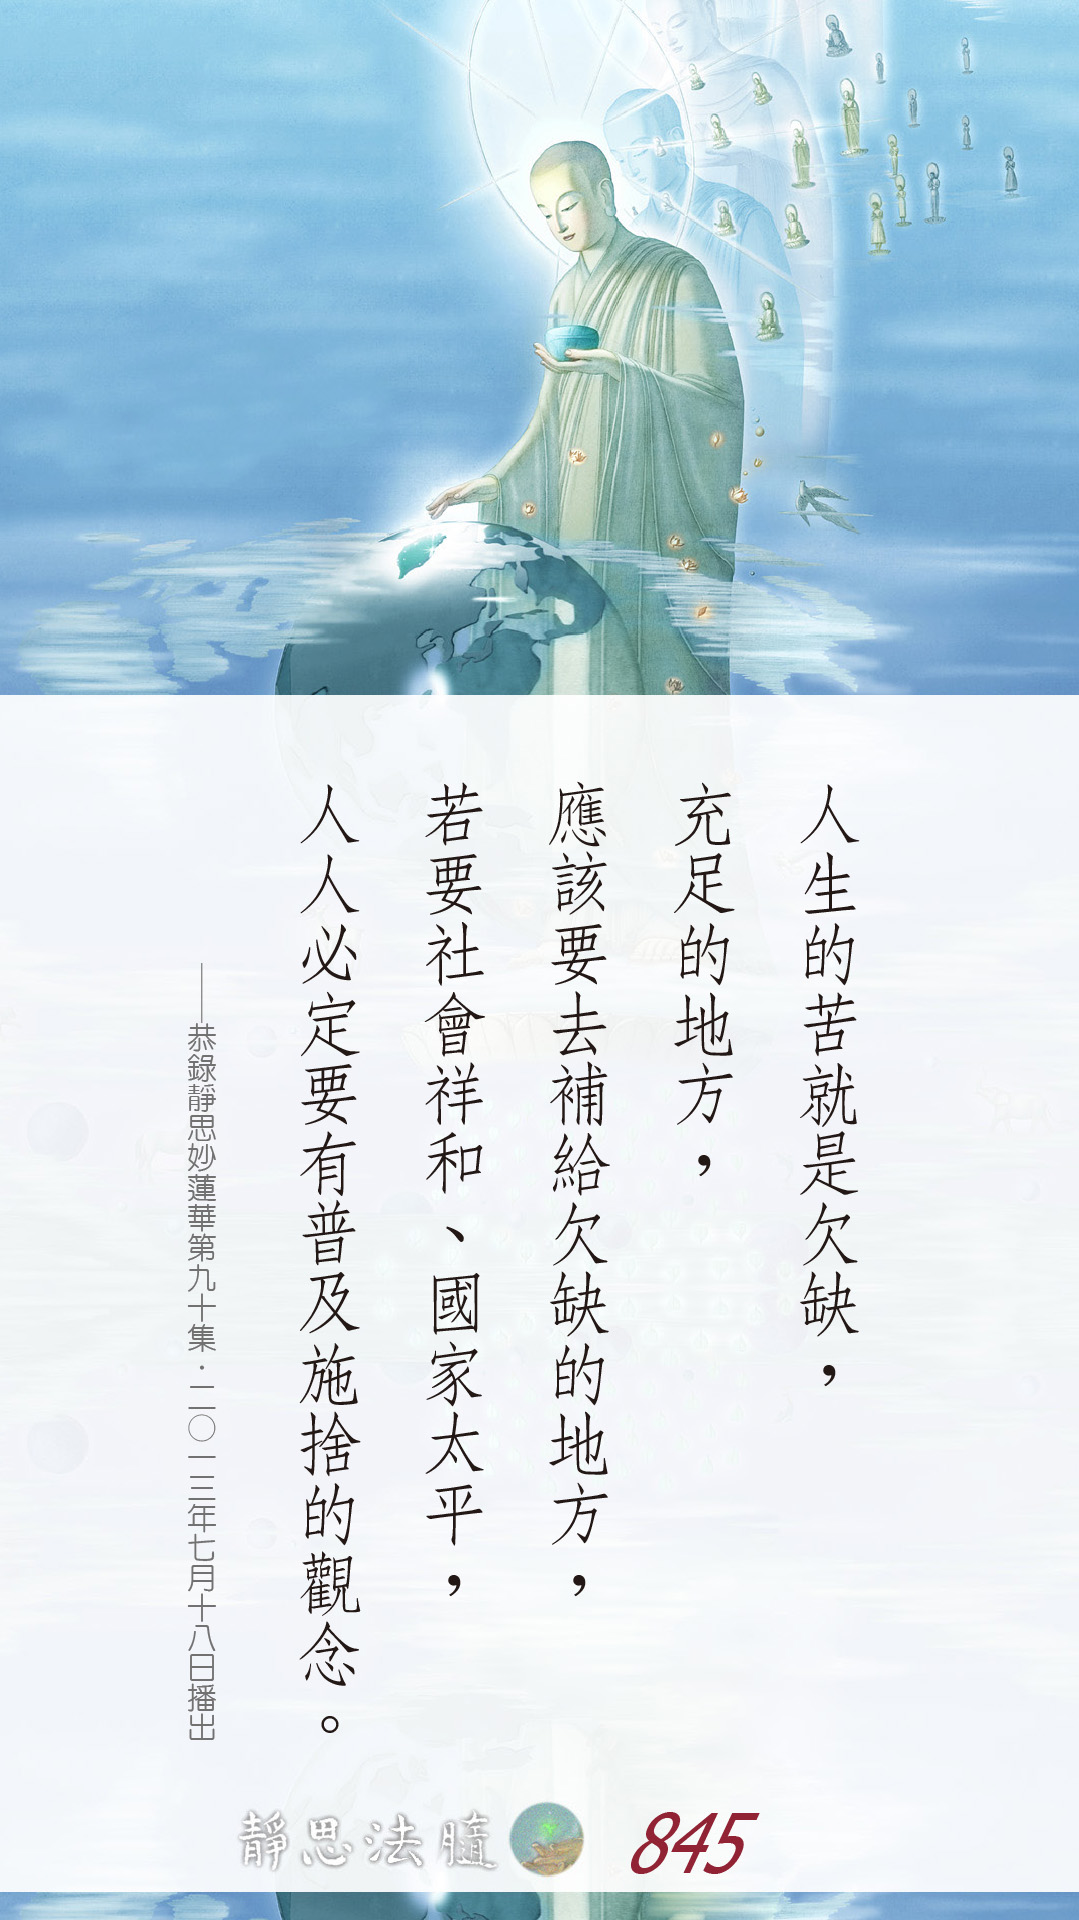 人生的苦就是欠缺，
充足的地方，
應該要去補給欠缺的地方，
若要社會祥和、國家太平，
人人必定要有普及施捨的觀念。
——恭錄靜思妙蓮華第九十集·二〇一三年七月十八日播出
靜思法髓 845